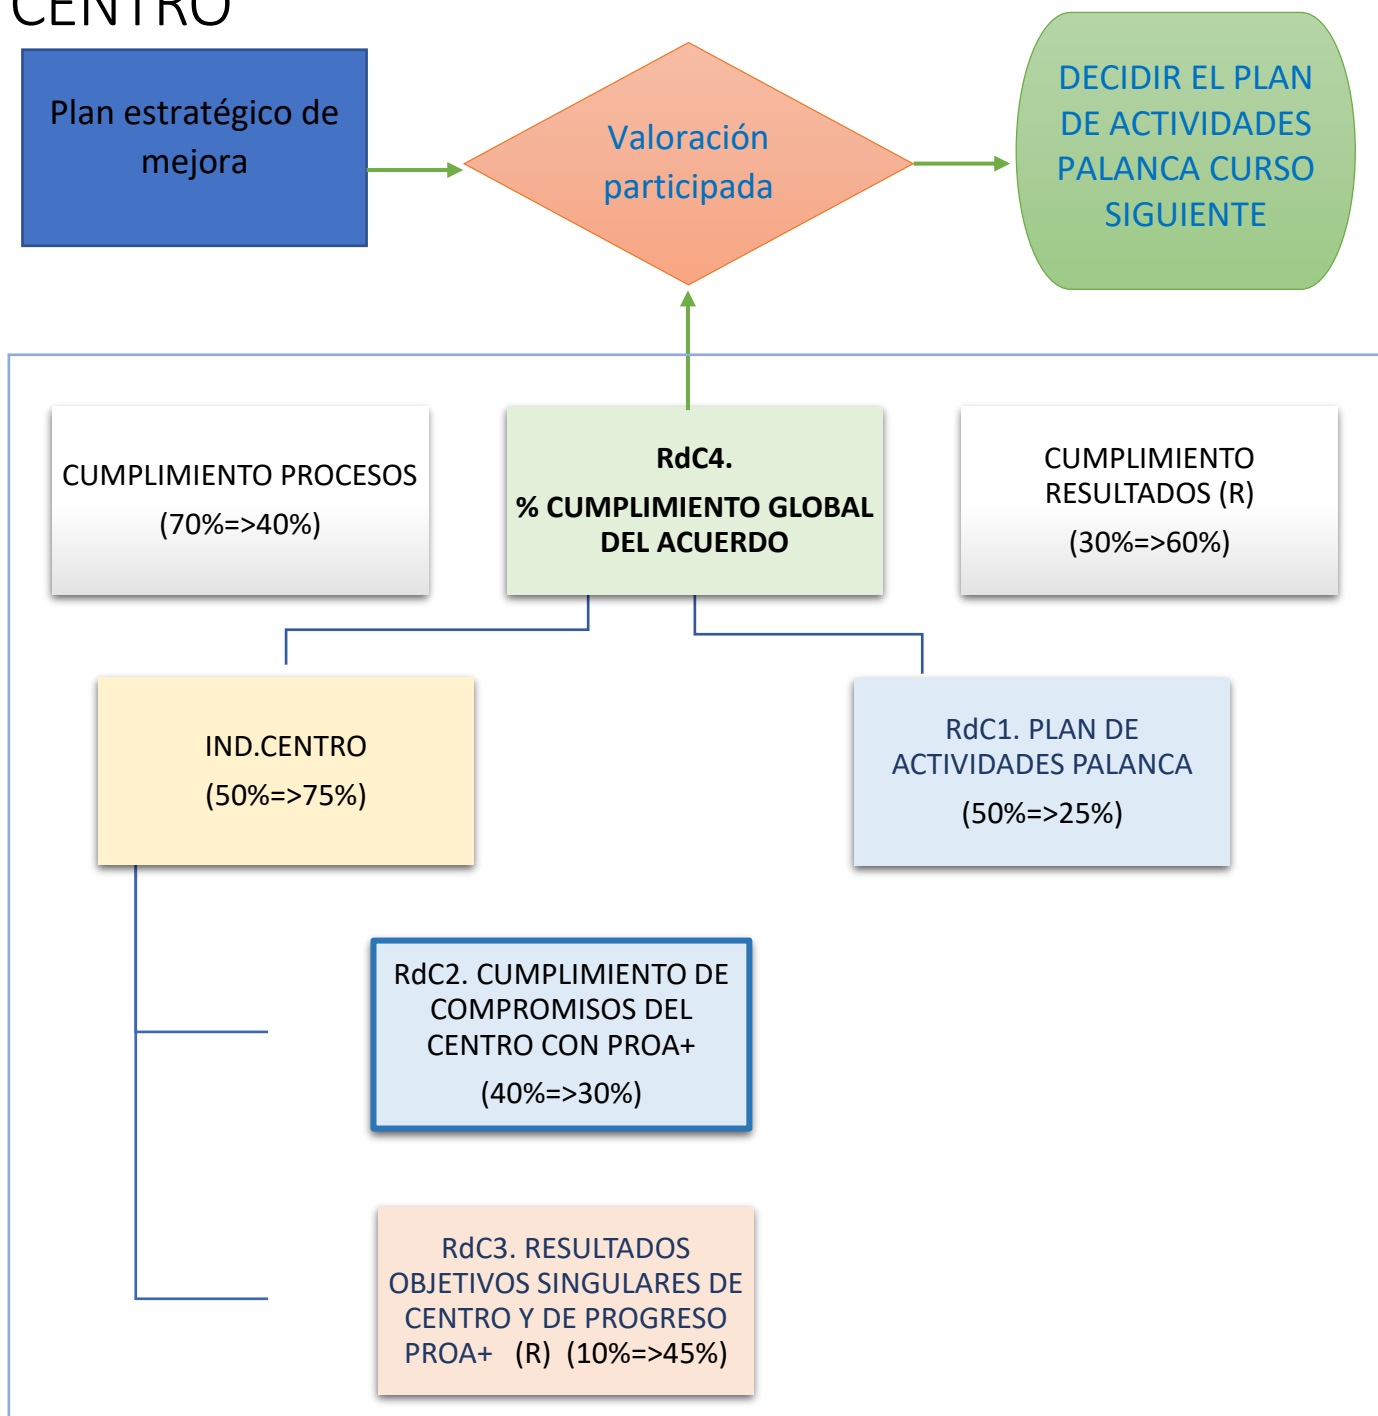 CENTRO
Plan estratégico de
mejora
Valoración
participada
DECIDIR EL PLAN
DE ACTIVIDADES
PALANCA CURSO
SIGUIENTE
CUMPLIMIENTO PROCESOS
(70%=>40%)
RdC4.
% CUMPLIMIENTO GLOBAL
DEL ACUERDO
CUMPLIMIENTO
RESULTADOS (R)
(30%=>60%)
IND.CENTRO
(50%=>75%)
RdC1. PLAN DE
ACTIVIDADES PALANCA
(50%=>25%)
RdC2. CUMPLIMIENTO DE
COMPROMISOS DEL
CENTRO CON PROA+
(40%=>30%)
RdC3. RESULTADOS
OBJETIVOS SINGULARES DE
CENTRO Y DE PROGRESO
PROA+ (R) (10%=>45%)